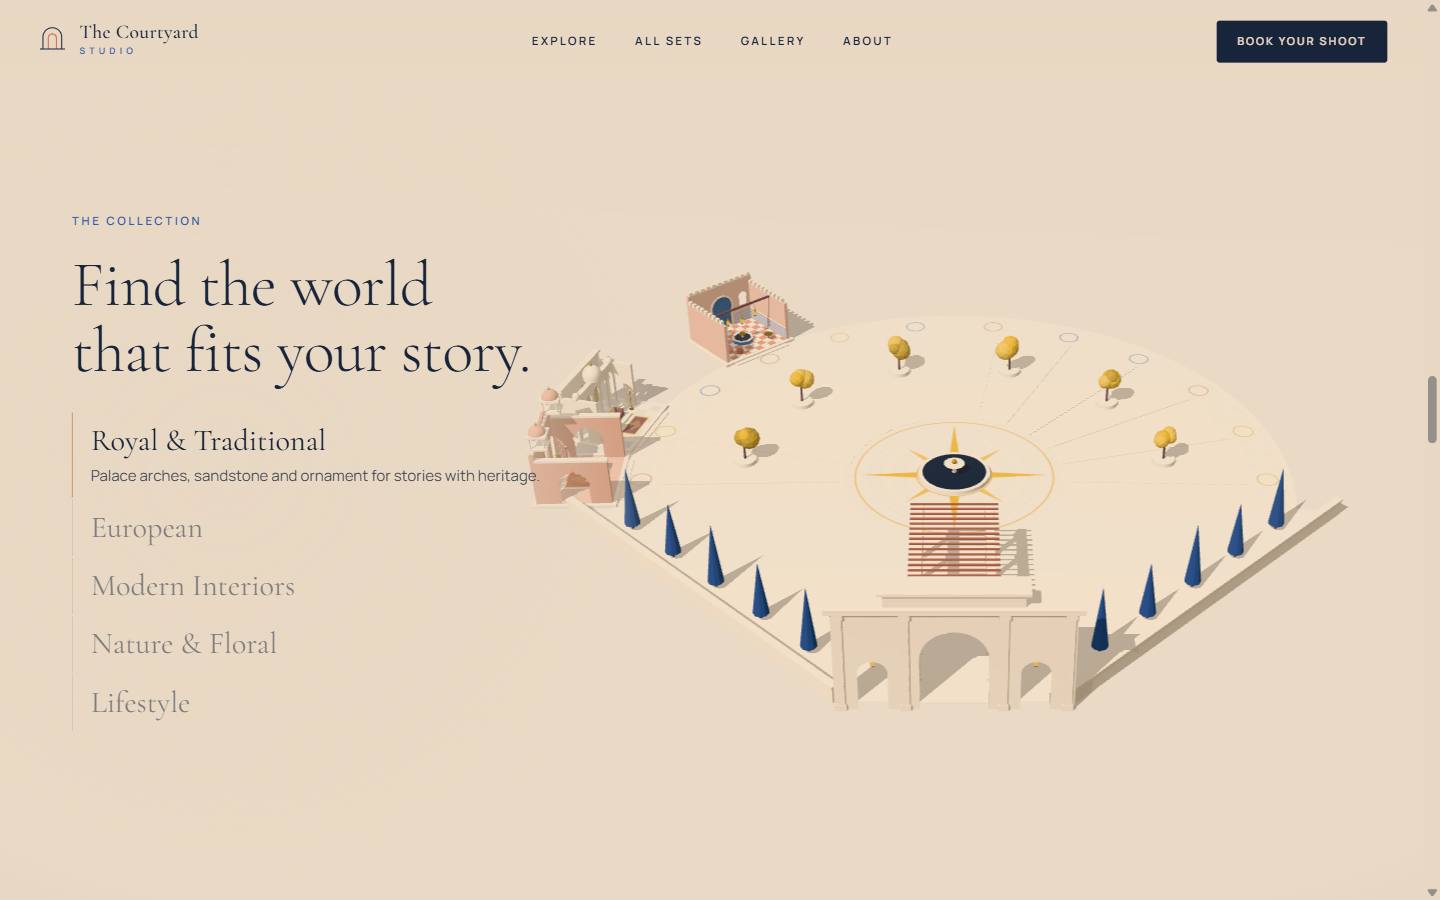 The Courtyard
STUDIO
EXPLORE
ALL SETS
GALLERY
ABOUT
BOOK YOUR SHOOT
THE COLLECTION
Find the world
that fits your story.
Royal & Traditional
Palace arches, sandstone and ornament for stories with heritage.
European
Modern Interiors
Nature & Floral
Lifestyle